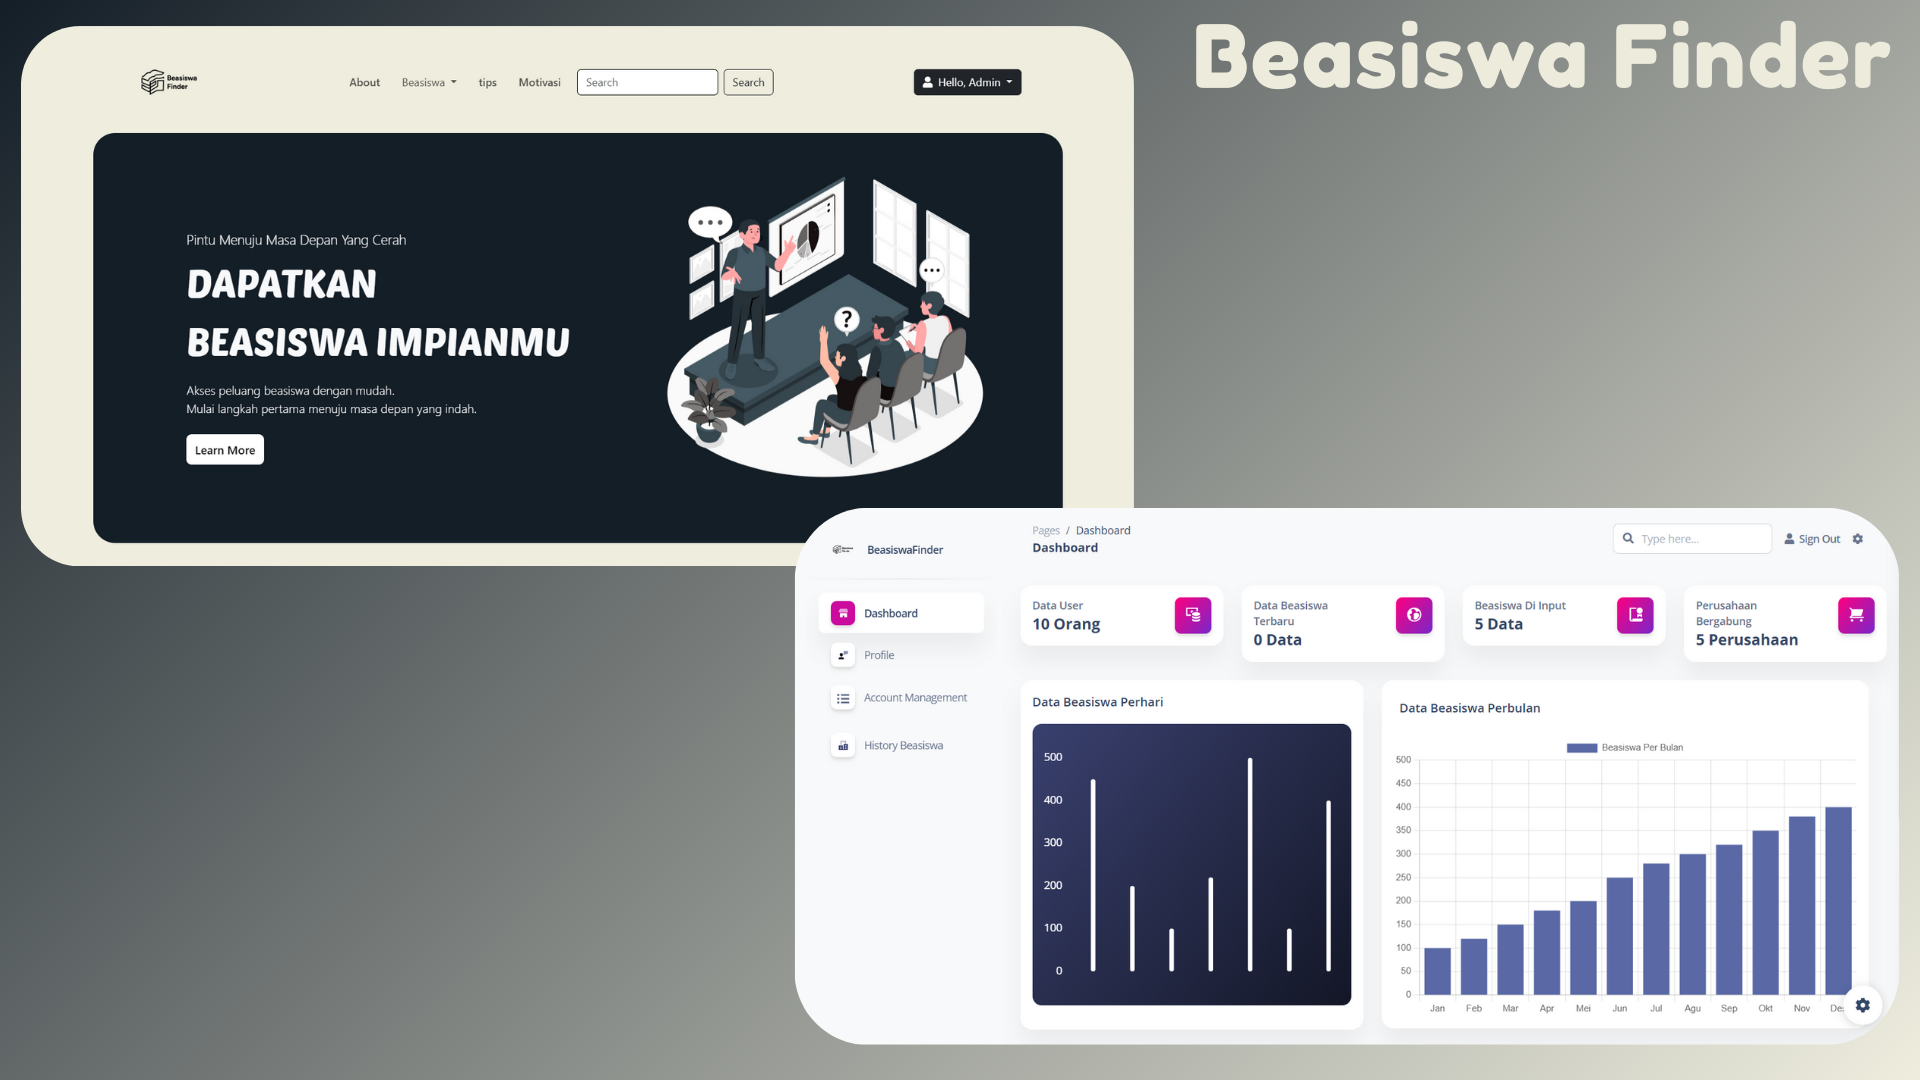 Beasiswa Finder
Beasiswa
Finder
About Beasiswa tips Motivasi Search Search Hello, Admin
Pintu Menuju Masa Depan Yang Cerah
DAPATKAN
BEASISWA IMPIANMU
Akses peluang beasiswa dengan mudah.
Mulai langkah pertama menuju masa depan yang indah.
Learn More
?
BeasiswaFinder
Dashboard
Profile
Account Management
History Beasiswa
Pages / Dashboard
Dashboard
Type here...
Sign Out
Data User
10 Orang
Data Beasiswa
Terbaru
0 Data
Beasiswa Di Input
5 Data
Perusahaan
Bergabung
5 Perusahaan
Data Beasiswa Perhari
500
400
300
200
100
0
Data Beasiswa Perbulan
Beasiswa Per Bulan
500
450
400
350
300
250
200
150
100
50
0
Jan Feb Mar Apr Mei Jun Jul Agu Sep Okt Nov